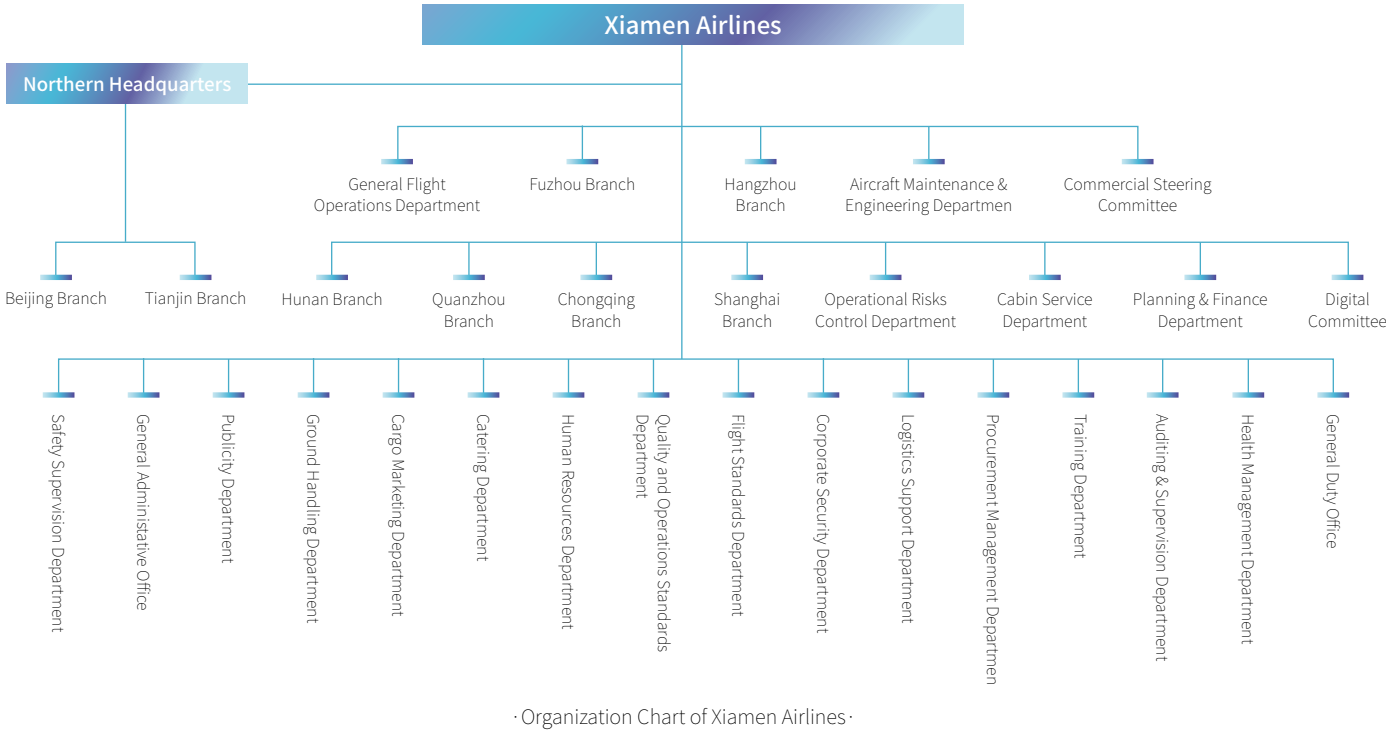 Xiamen Airlines
Northern Headquarters
General Flight
Operations Department
Fuzhou Branch
Hangzhou
Branch
Aircraft Maintenance &
Engineering Departmen
Commercial Steering
Committee
Beijing Branch
Tianjin Branch
Hunan Branch
Quanzhou
Branch
Chongqing
Branch
Shanghai
Branch
Operational Risks
Control Department
Cabin Service
Department
Planning & Finance
Department
Digital
Committee
Safety Supervision Department
General Administative Office
Publicity Department
Ground Handling Department
Cargo Marketing Department
Catering Department
Human Resources Department
Quality and Operations Standards
Department
Flight Standards Department
Corporate Security Department
Logistics Support Department
Procurement Management Departmen
Training Department
Auditing & Supervision Department
Health Management Department
General Duty Office
· Organization Chart of Xiamen Airlines ·